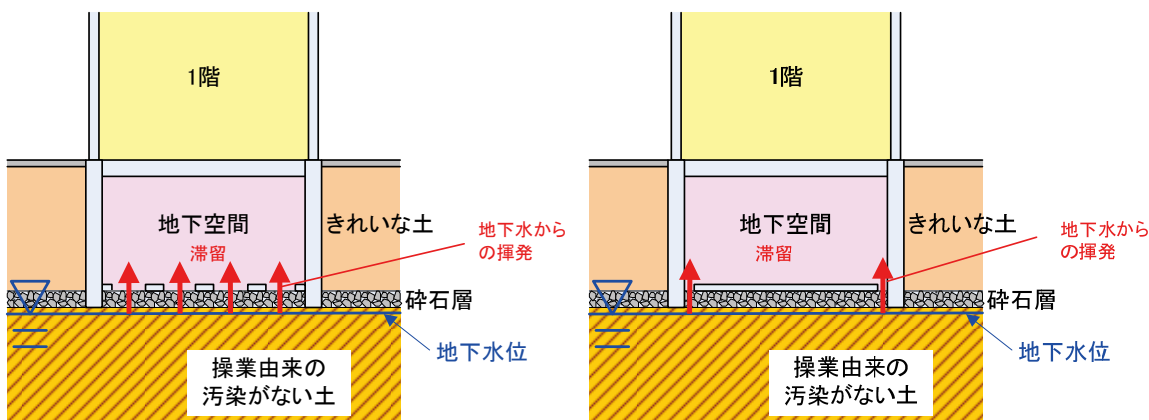 1階
地下空間
滞留
きれいな土
地下水から
の揮発
砕石層
地下水位
操業由来の
汚染がない土
1階
地下空間
滞留
きれいな土
地下水から
の揮発
砕石層
地下水位
操業由来の
汚染がない土